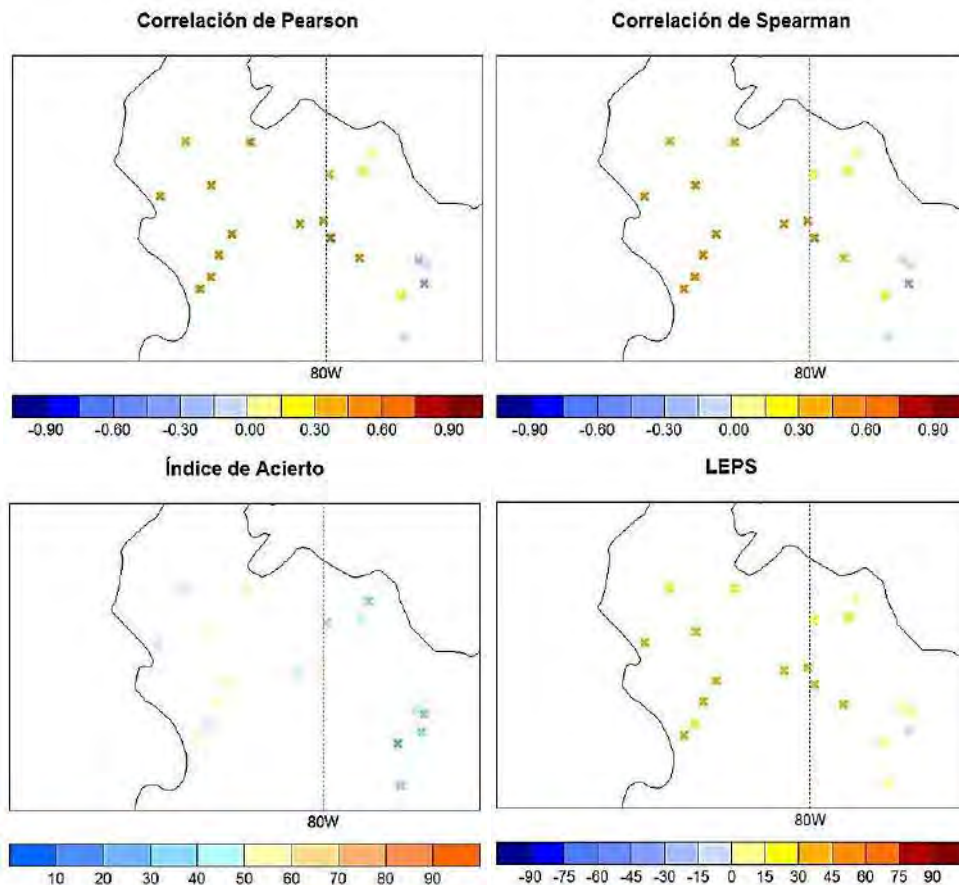 Correlación de Pearson
Correlación de Spearman
80W
80W
-0.90 -0.60 -0.30 0.00 0.30 0.60 0.90
-0.90 -0.60 -0.30 0.00 0.30 0.60 0.90
Índice de Acierto
LEPS
80W
80W
10 20 30 40 50 60 70 80 90
-90 -75 -60 -45 -30 -15 0 15 30 45 0 75 90